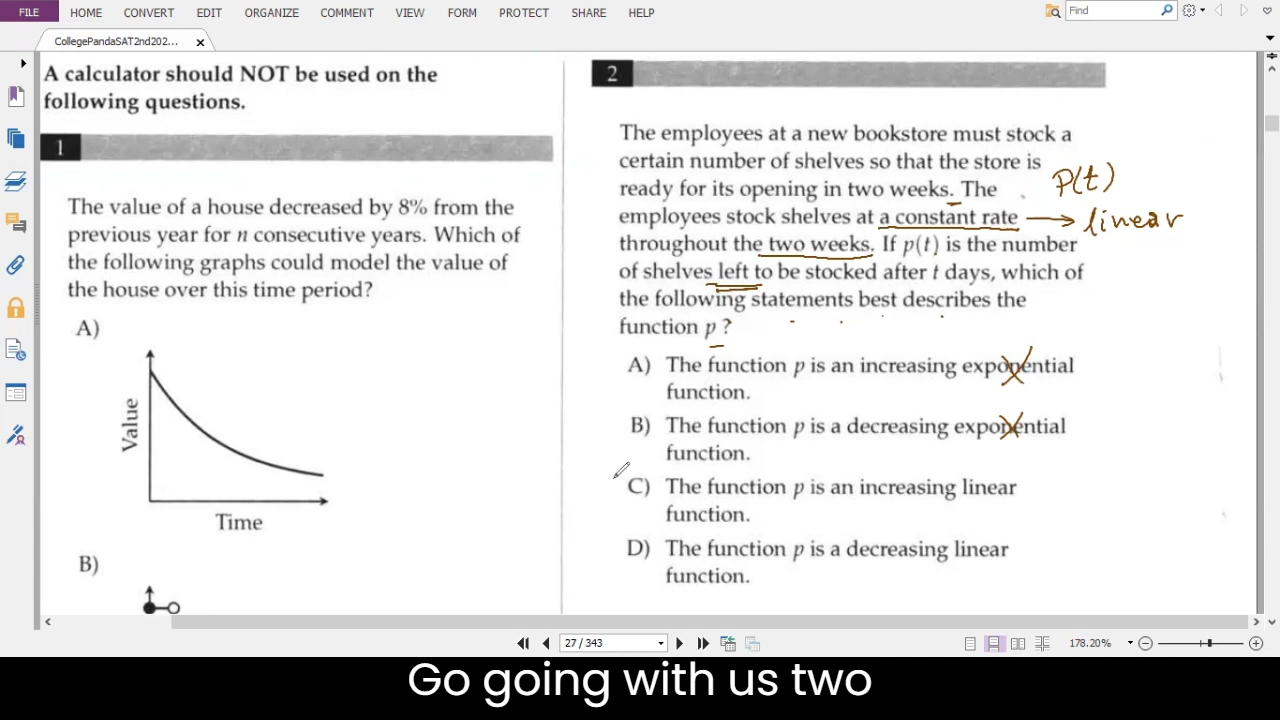 FILE HOME CONVERT EDIT ORGANIZE COMMENT VIEW FORM PROTECT SHARE HELP Find
CollegePandaSAT2nd202...
A calculator should NOT be used on the
following questions.
1
The value of a house decreased by 8% from the
previous year for n consecutive years. Which of
the following graphs could model the value of
the house over this time period?
A)
Value
Time
B)
2
The employees at a new bookstore must stock a
certain number of shelves so that the store is
ready for its opening in two weeks. The
P(t)
employees stock shelves at a constant rate
linear
throughout the two weeks. If p(t) is the number
of shelves left to be stocked after t days, which of
the following statements best describes the
function p?
A) The function p is an increasing exponential
function.
B) The function p is a decreasing exponential
function.
C) The function p is an increasing linear
function.
D) The function p is a decreasing linear
function.
27 / 343
178.20%
Go going with us two